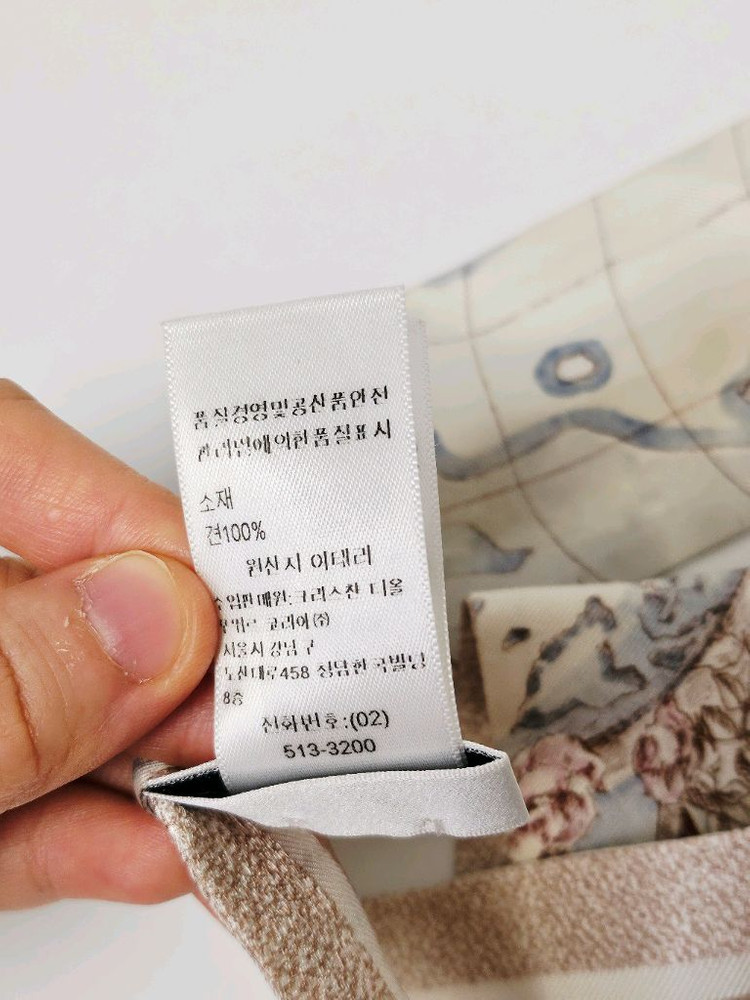 품질경영및공산품안전
관리법에의한품질표시
소재
견100%
원산지 이태리
수입판매원:크리스챤 디올
꾸뛰르 코리아㈜
서울시강남구
도산대로458 청담한국빌딩
8층
전화번호:(02)
513-3200